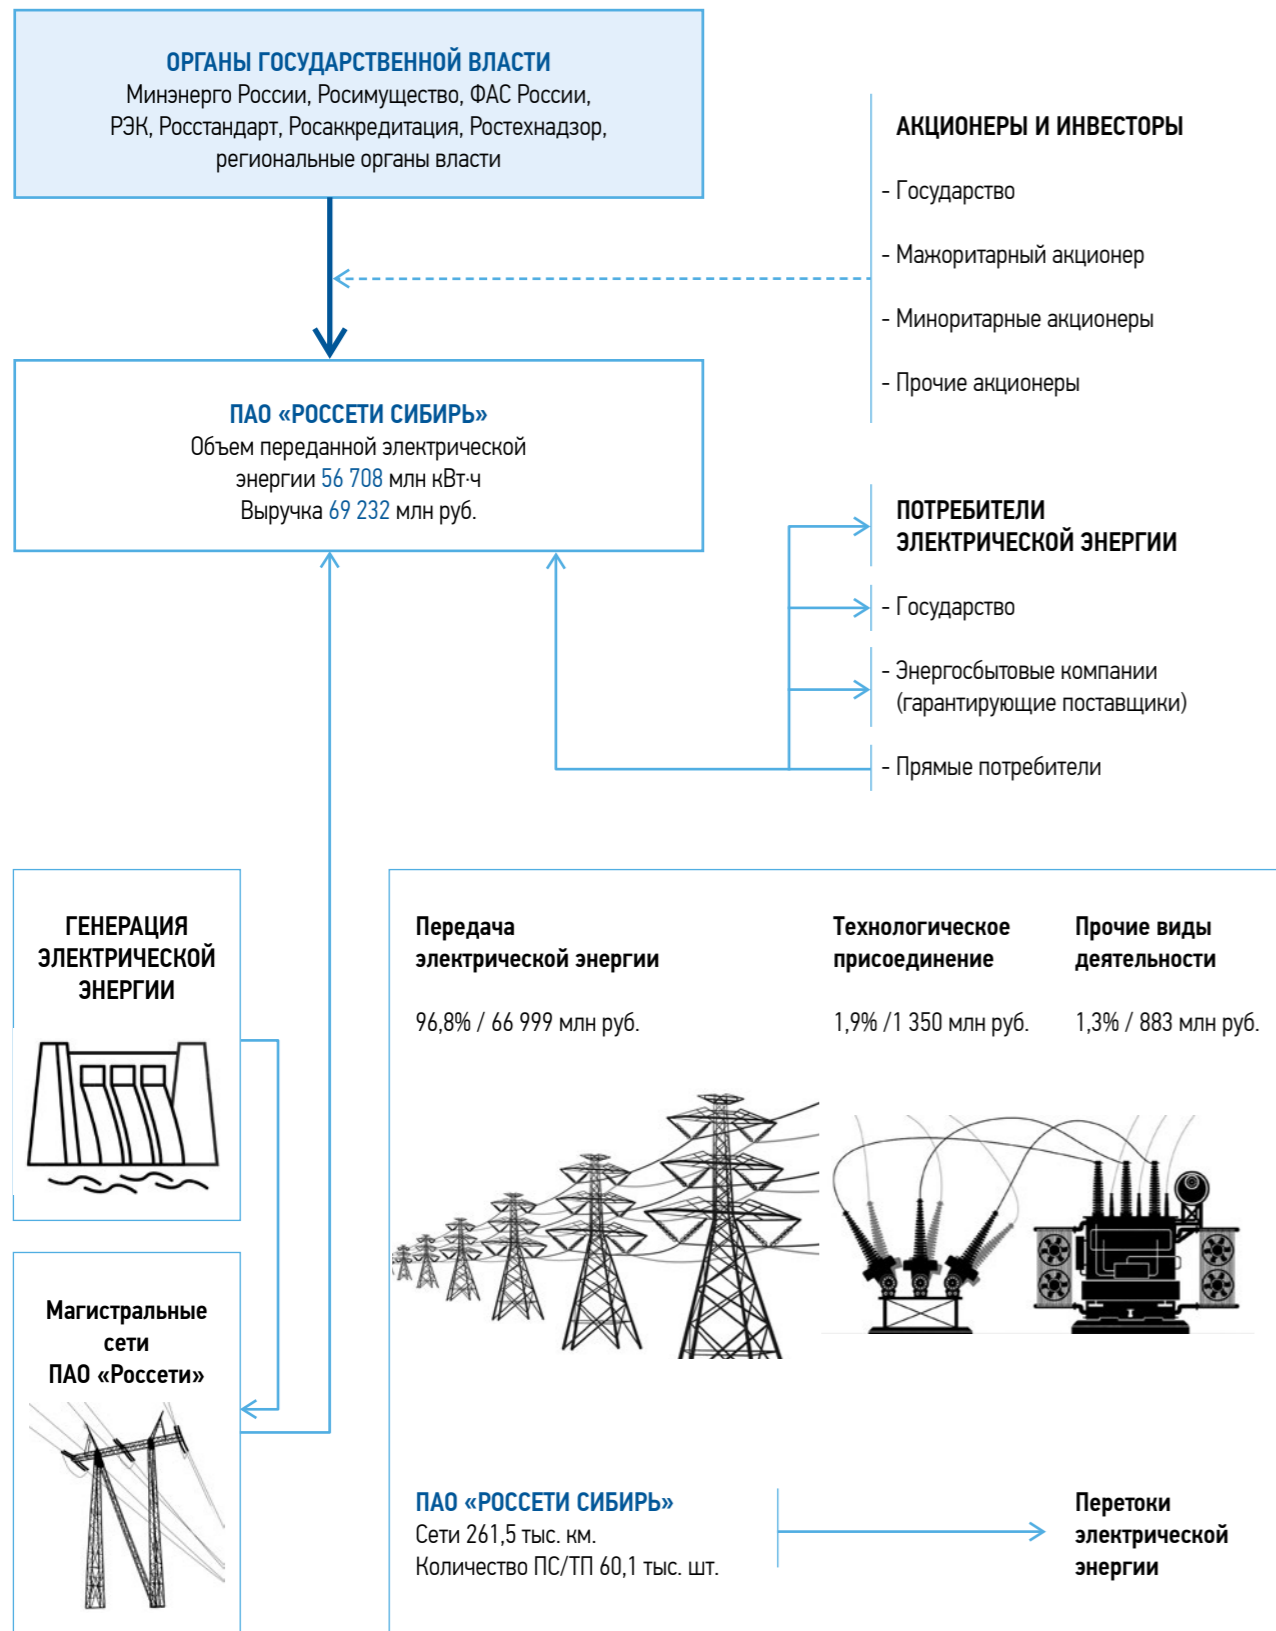 ОРГАНЫ ГОСУДАРСТВЕННОЙ ВЛАСТИ
Минэнерго России, Росимущество, ФАС России,
РЭК, Росстандарт, Росаккредитация, Ростехнадзор,
региональные органы власти
АКЦИОНЕРЫ И ИНВЕСТОРЫ
- Государство
- Мажоритарный акционер
- Миноритарные акционеры
- Прочие акционеры
ПАО «РОССЕТИ СИБИРЬ»
Объем переданной электрической
энергии 56 708 млн кВт·ч
Выручка 69 232 млн руб.
ПОТРЕБИТЕЛИ
ЭЛЕКТРИЧЕСКОЙ ЭНЕРГИИ
- Государство
- Энергосбытовые компании
(гарантирующие поставщики)
- Прямые потребители
ГЕНЕРАЦИЯ
ЭЛЕКТРИЧЕСКОЙ
ЭНЕРГИИ
Магистральные
сети
ПАО «Россети»
Передача
электрической энергии
96,8% / 66 999 млн руб.
Технологическое
присоединение
1,9% /1 350 млн руб.
Прочие виды
деятельности
1,3% / 883 млн руб.
ПАО «РОССЕТИ СИБИРЬ»
Сети 261,5 тыс. км.
Количество ПС/ТП 60,1 тыс. шт.
Перетоки
электрической
энергии